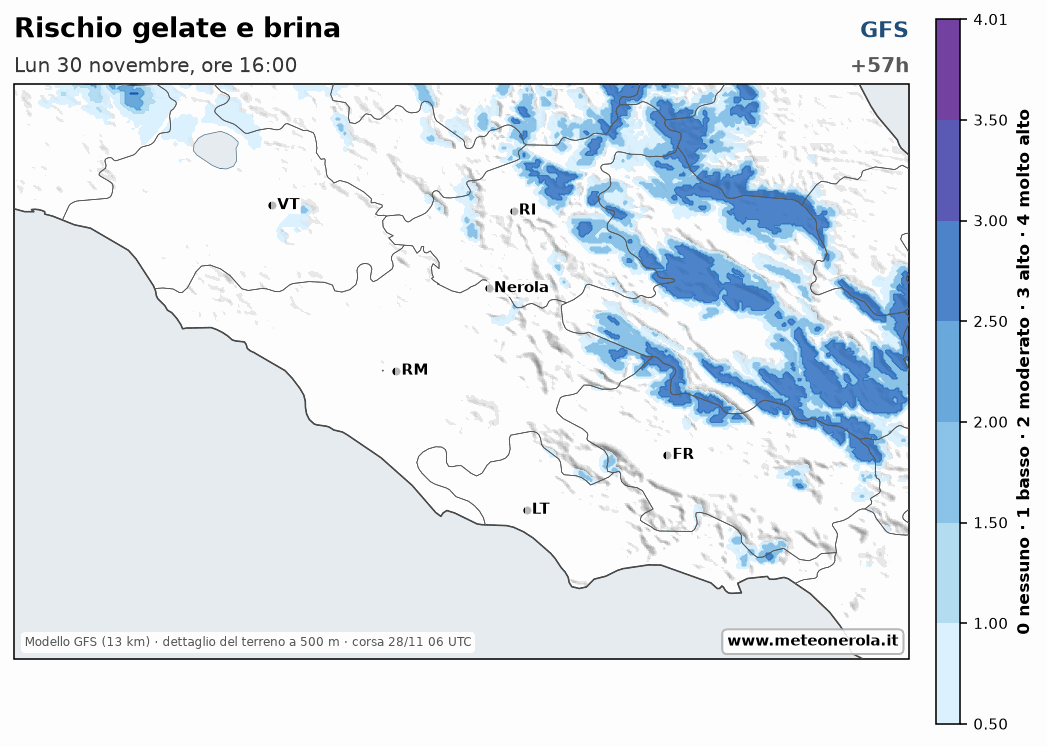 Rischio gelate e brina
GFS
Lun 30 novembre, ore 16:00
+57h
VT
RI
Nerola
RM
FR
LT
Modello GFS (13 km) · dettaglio del terreno a 500 m · corsa 28/11 06 UTC
www.meteonerola.it
4.01
3.50
3.00
2.50
2.00
1.50
1.00
0.50
0 nessuno · 1 basso · 2 moderato · 3 alto · 4 molto alto